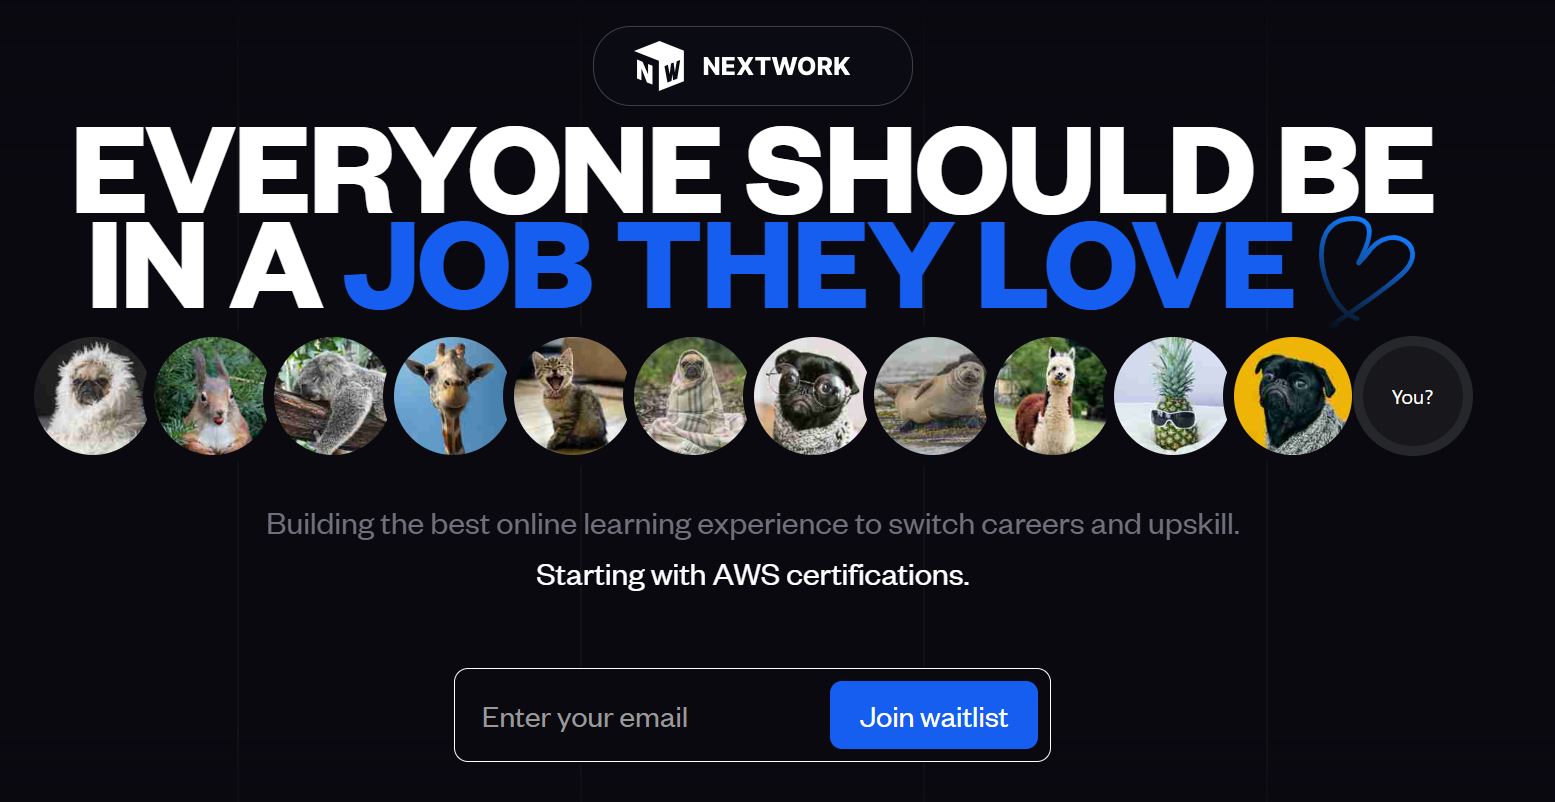 NW NEXTWORK
EVERYONE SHOULD BE
IN A JOB THEY LOVE
You?
Building the best online learning experience to switch careers and upskill.
Starting with AWS certifications.
Enter your email Join waitlist